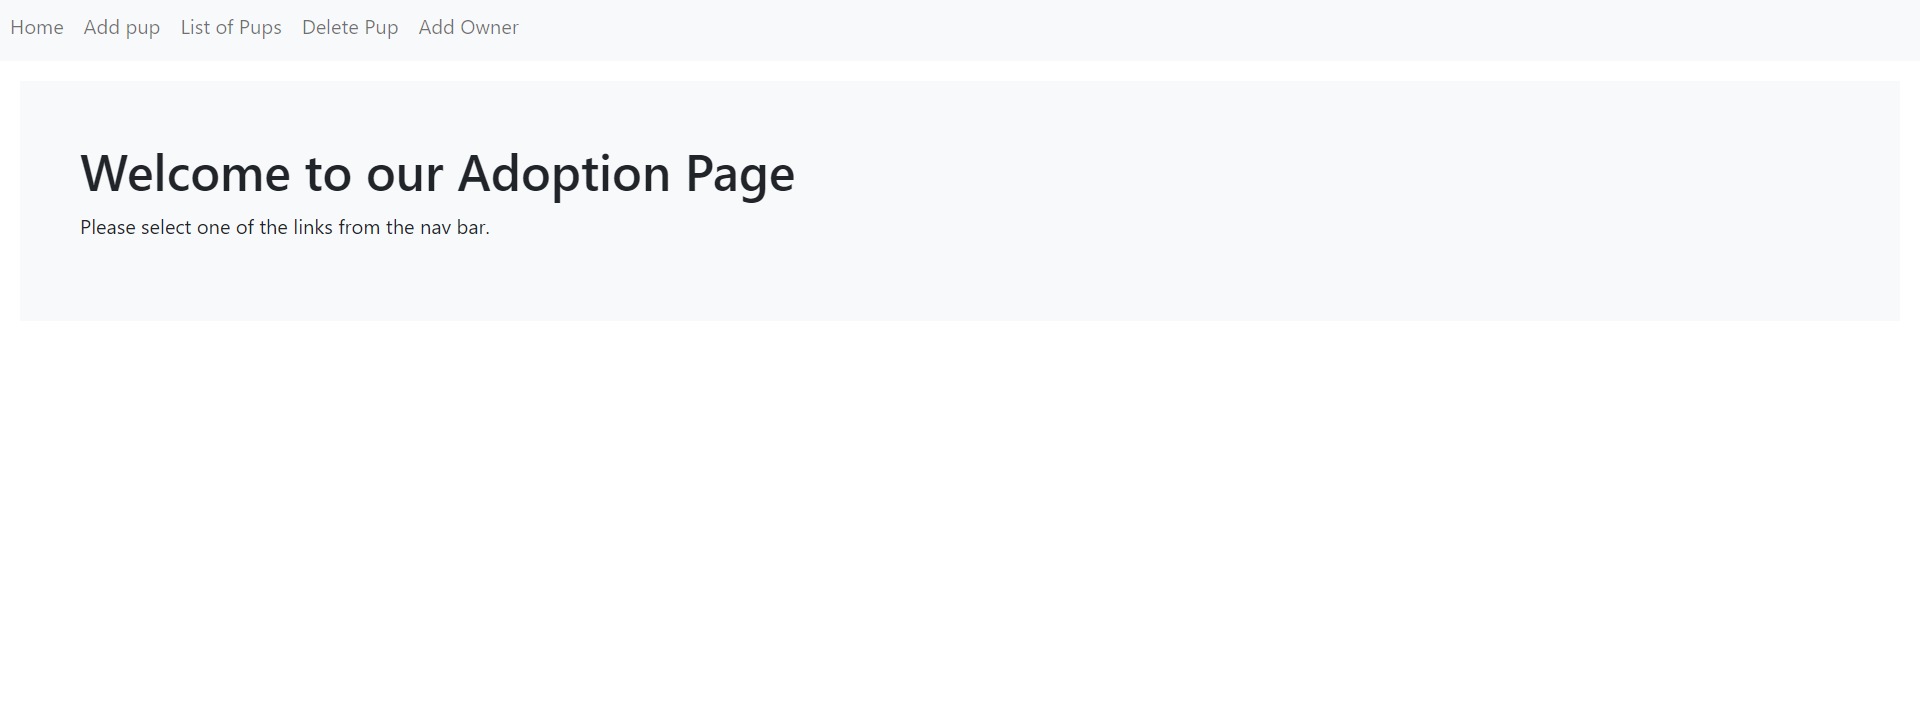 Home Add pup List of Pups Delete Pup Add Owner
Welcome to our Adoption Page
Please select one of the links from the nav bar.